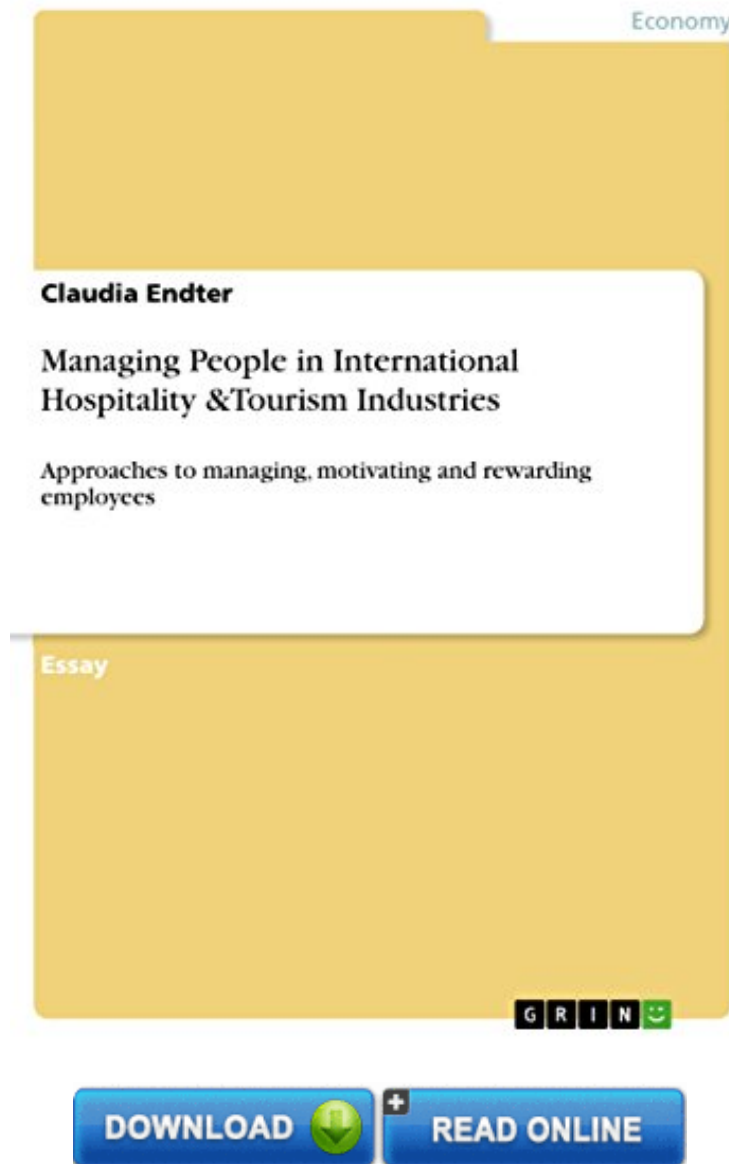 Economy
Claudia Endter
Managing People in International
Hospitality &Tourism Industries
Approaches to managing, motivating and rewarding
employees
Essay
GRIN
DOWNLOAD
READ ONLINE